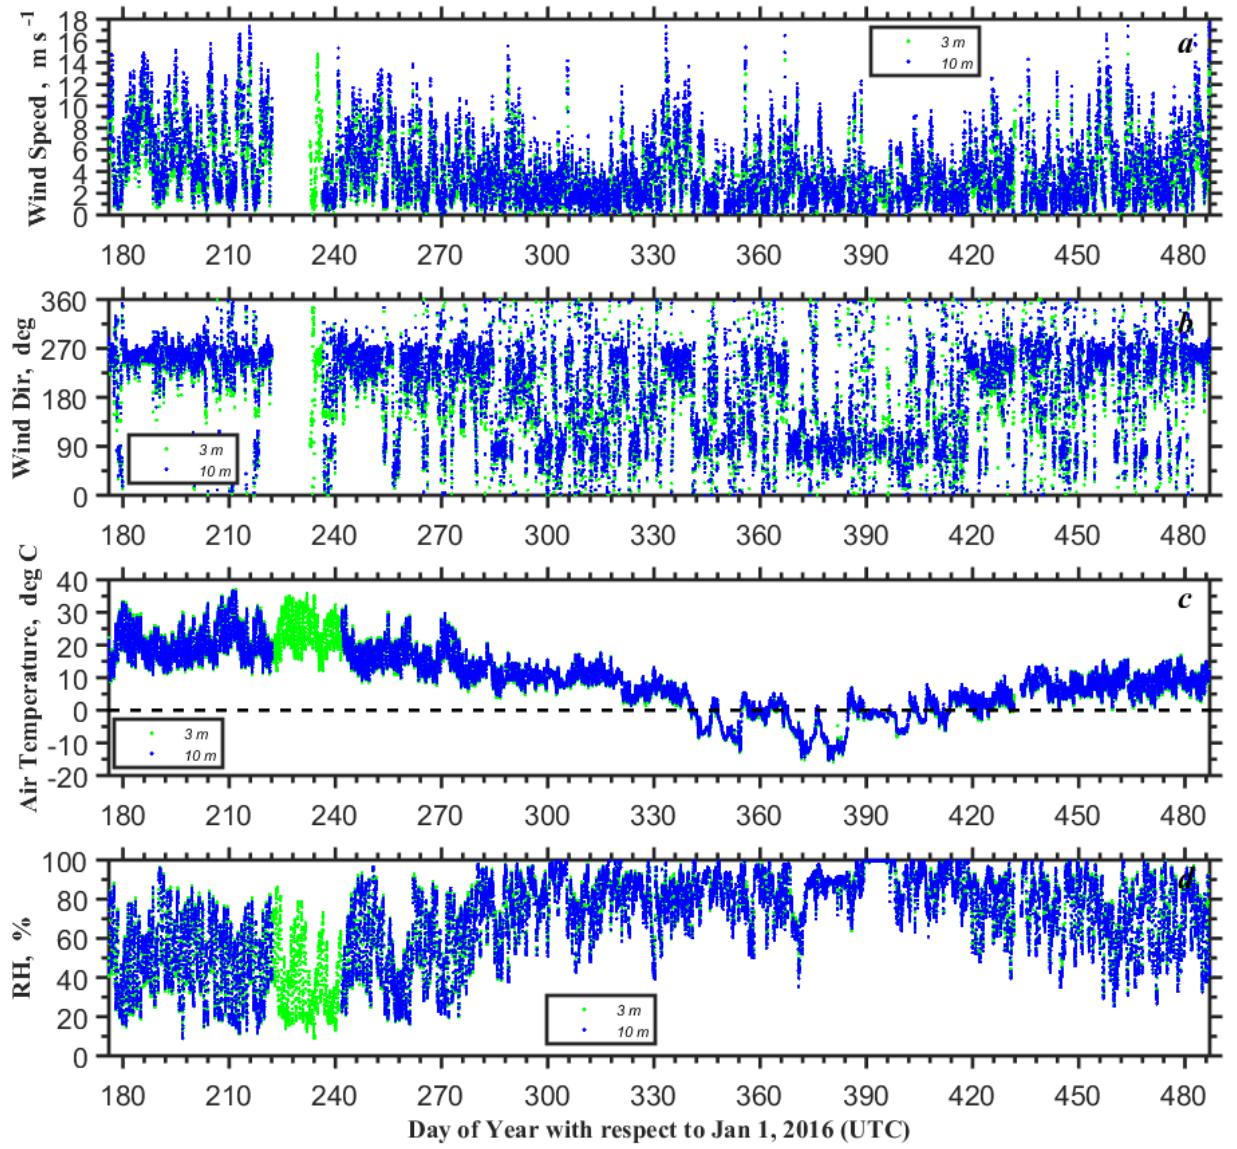 18
16
14
12
10
8
6
4
2
0
Wind Speed , m s -1
a
3 m
10 m
180 210 240 270 300 330 360 390 420 450 480
360
270
180
90
0
Wind Dir, deg
b
3 m
10 m
180 210 240 270 300 330 360 390 420 450 480
40
30
20
10
0
-10
-20
Air Temperature, deg C
c
3 m
10 m
180 210 240 270 300 330 360 390 420 450 480
100
80
60
40
20
0
RH, %
d
3 m
10 m
180 210 240 270 300 330 360 390 420 450 480
Day of Year with respect to Jan 1, 2016 (UTC)